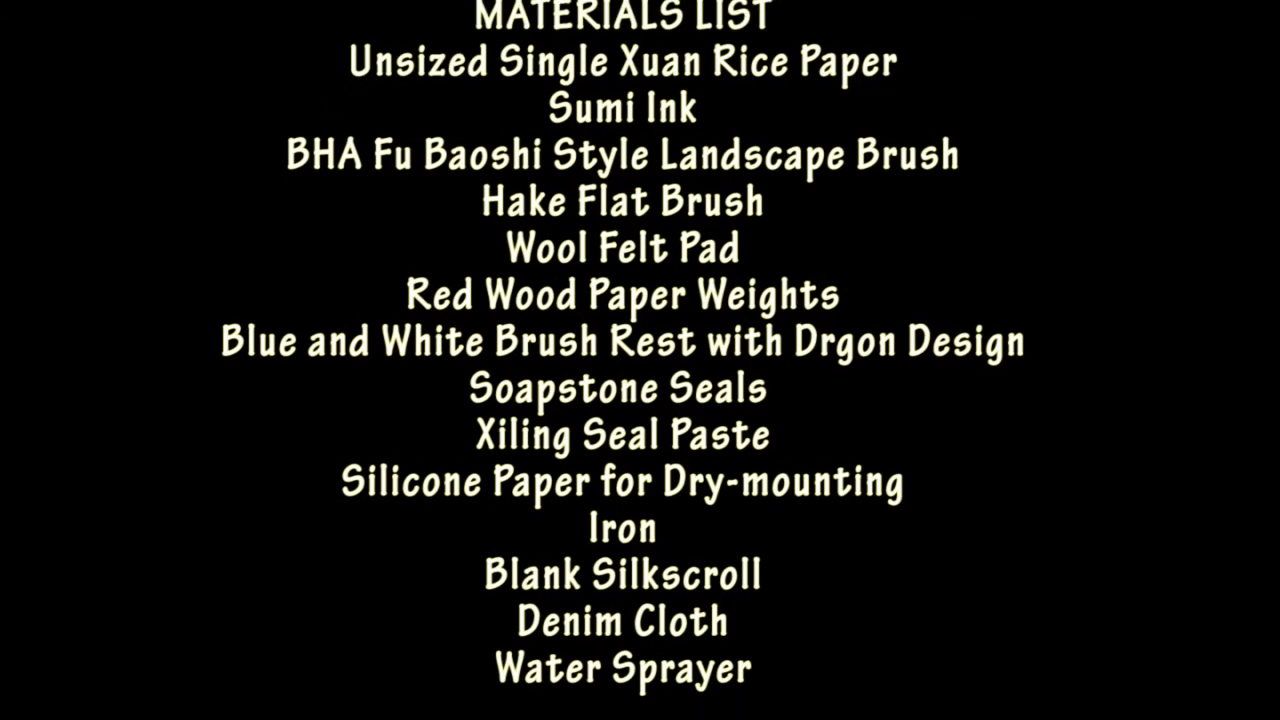 MATERIALS LIST
Unsized Single Xuan Rice Paper
Sumi Ink
BHA Fu Baoshi Style Landscape Brush
Hake Flat Brush
Wool Felt Pad
Red Wood Paper Weights
Blue and White Brush Rest with Drgon Design
Soapstone Seals
Xiling Seal Paste
Silicone Paper for Dry-mounting
Iron
Blank Silkscroll
Denim Cloth
Water Sprayer